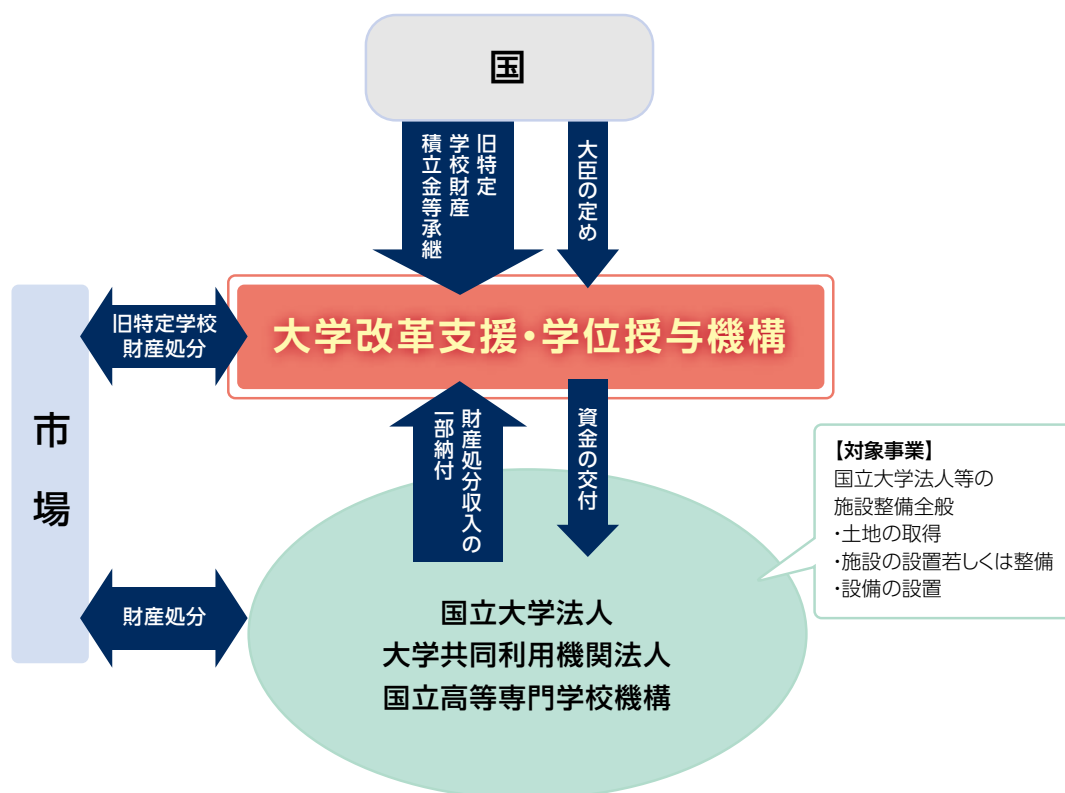 国
旧特定
学校財産
積立金等承継
大臣の定め
大学改革支援・学位授与機構
旧特定学校
財産処分
市場
財産処分収入の
一部納付
資金の交付
【対象事業】
国立大学法人等の
施設整備全般
・土地の取得
・施設の設置若しくは整備
・設備の設置
財産処分
国立大学法人
大学共同利用機関法人
国立高等専門学校機構